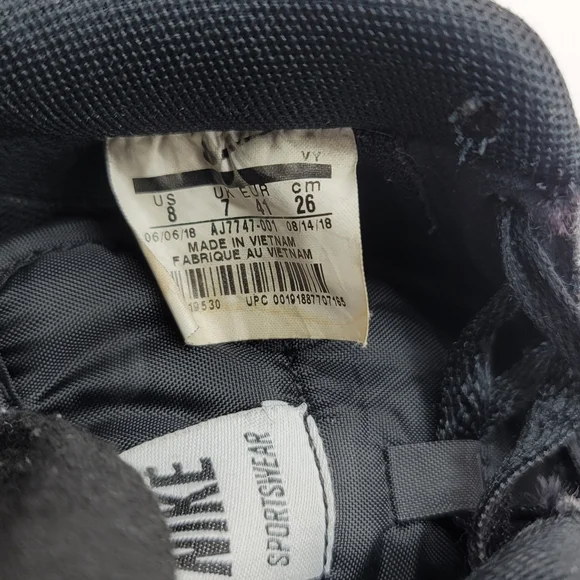 VY
US UK EUR cm
8 7 41 26
06/06/18 AJ7747-001 08/14/18
MADE IN VIETNAM
FABRIQUE AU VIETNAM
19530 UPC 00191887707165
NIKE
SPORTSWEAR